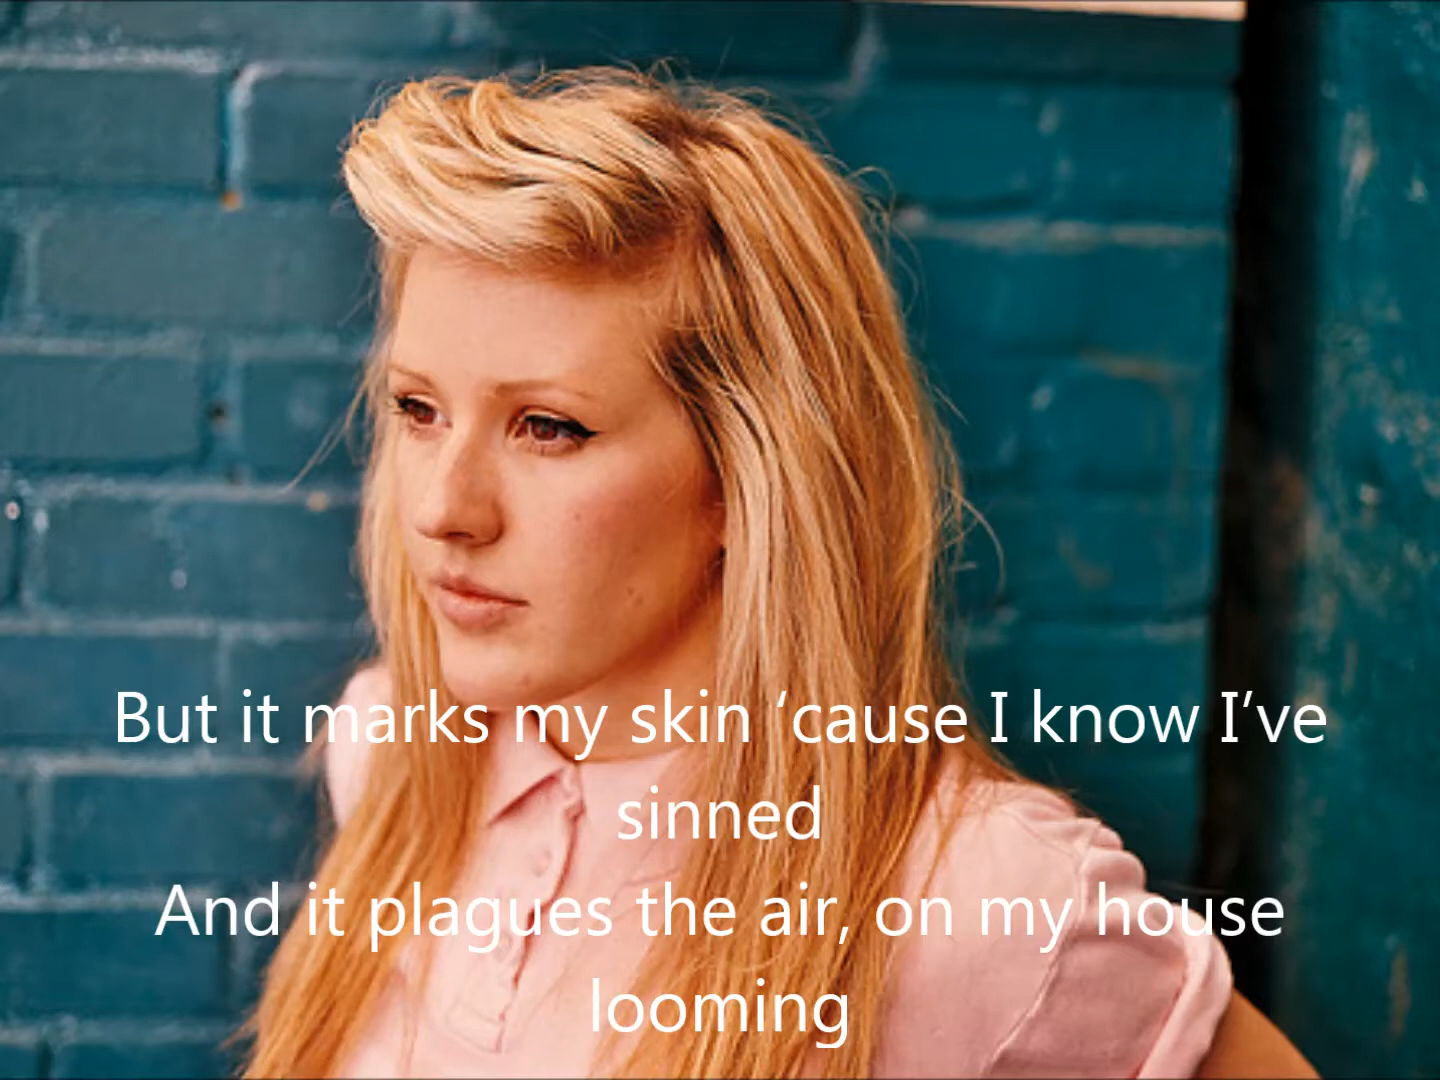 But it marks my skin ‘cause I know I’ve
sinned
And it plagues the air, on my house
looming